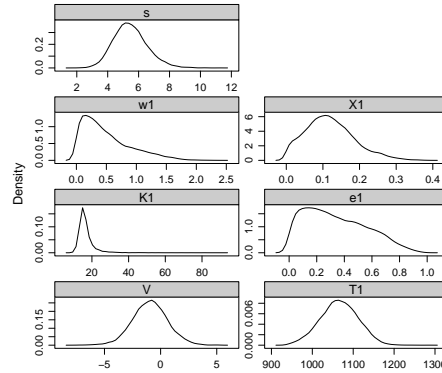 s
0.0 0.2
2 4 6 8 10 12
w1
X1
0.0 0.5 1.0
0 2 4 6
0.0 0.5 1.0 1.5 2.0 2.5
0.0 0.1 0.2 0.3 0.4
Density
K1
e1
0.00 0.10
0.0 1.0
20 40 60 80
0.0 0.2 0.4 0.6 0.8 1.0
V
T1
0.00 0.15
0.000 0.006
−5 0 5
900 1000 1100 1200 1300